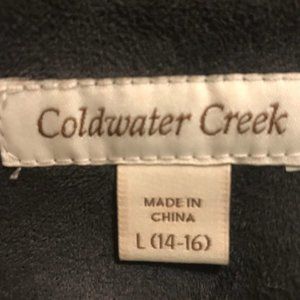 Coldwater Creek
MADE IN
CHINA
L (14-16)